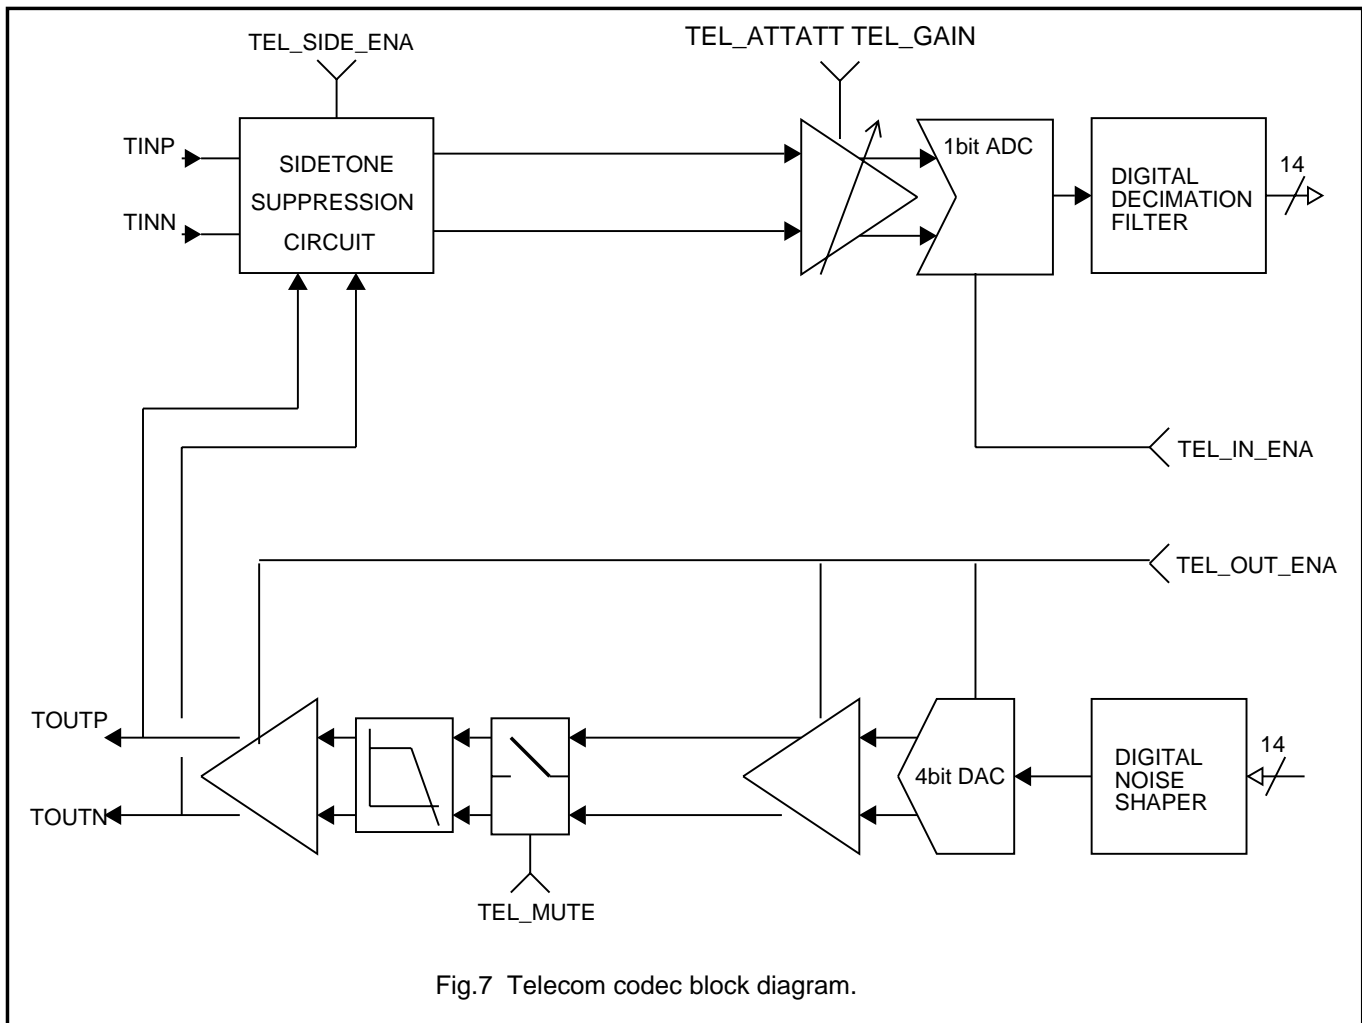 TEL_SIDE_ENA
TEL_ATTATT TEL_GAIN
TINP
TINN
SIDETONE
SUPPRESSION
CIRCUIT
1bit ADC
DIGITAL
DECIMATION
FILTER
14
TEL_IN_ENA
TEL_OUT_ENA
TOUTP
TOUTN
4bit DAC
DIGITAL
NOISE
SHAPER
14
TEL_MUTE
Fig.7 Telecom codec block diagram.